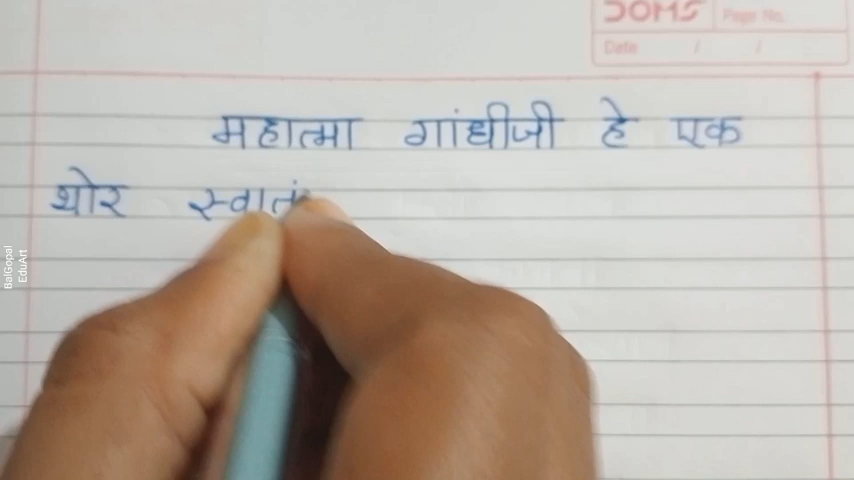 DOMS Page No.
Date / /
महात्मा गांधीजी हे एक
थोर स्वातं
BalGopal
EduArt